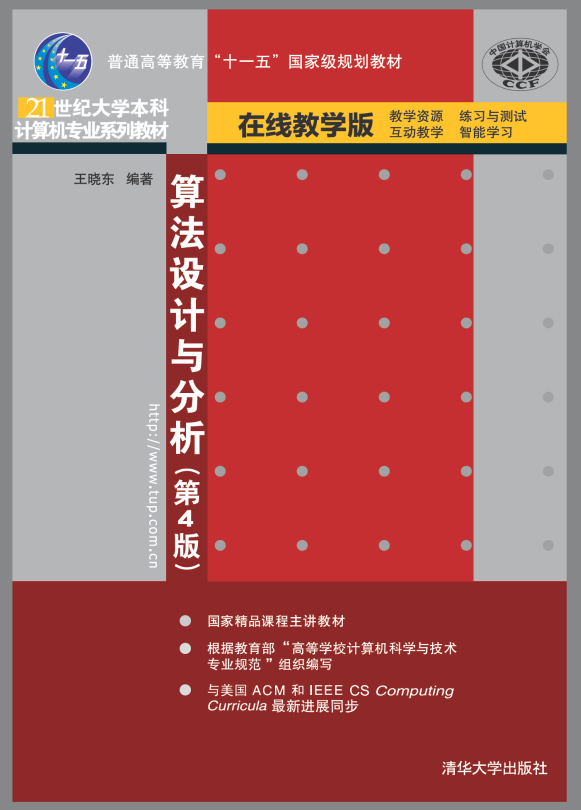 十一五
普通高等教育“十一五”国家级规划教材
中国计算机学会
CCF
21世纪大学本科
计算机专业系列教材
在线教学版
教学资源 练习与测试
互动教学 智能学习
王晓东 编著
算法设计与分析（第4版）
http://www.tup.com.cn
国家精品课程主讲教材
根据教育部“高等学校计算机科学与技术
专业规范”组织编写
与美国 ACM 和 IEEE CS Computing
Curricula 最新进展同步
清华大学出版社